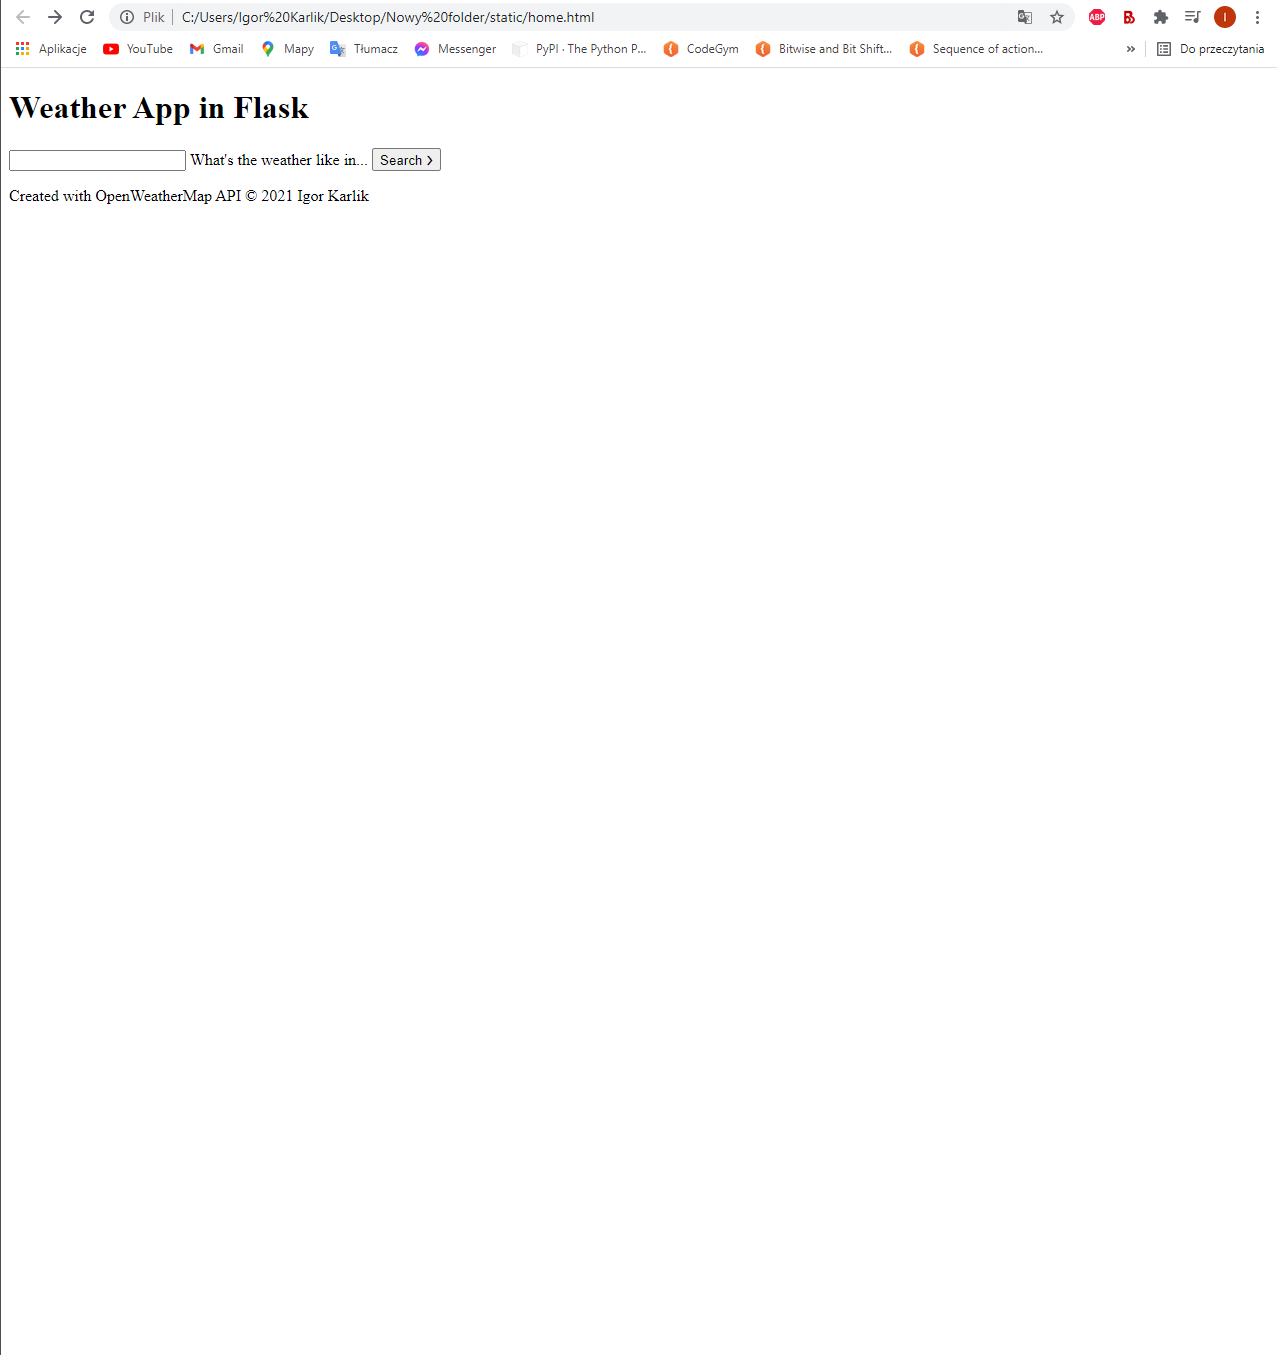 Plik C:/Users/Igor%20Karlik/Desktop/Nowy%20folder/static/home.html ABP B I
Aplikacje YouTube Gmail Mapy Tłumacz Messenger PyPI · The Python P... CodeGym Bitwise and Bit Shift... Sequence of action... » Do przeczytania
Weather App in Flask
What's the weather like in... Search ›
Created with OpenWeatherMap API © 2021 Igor Karlik